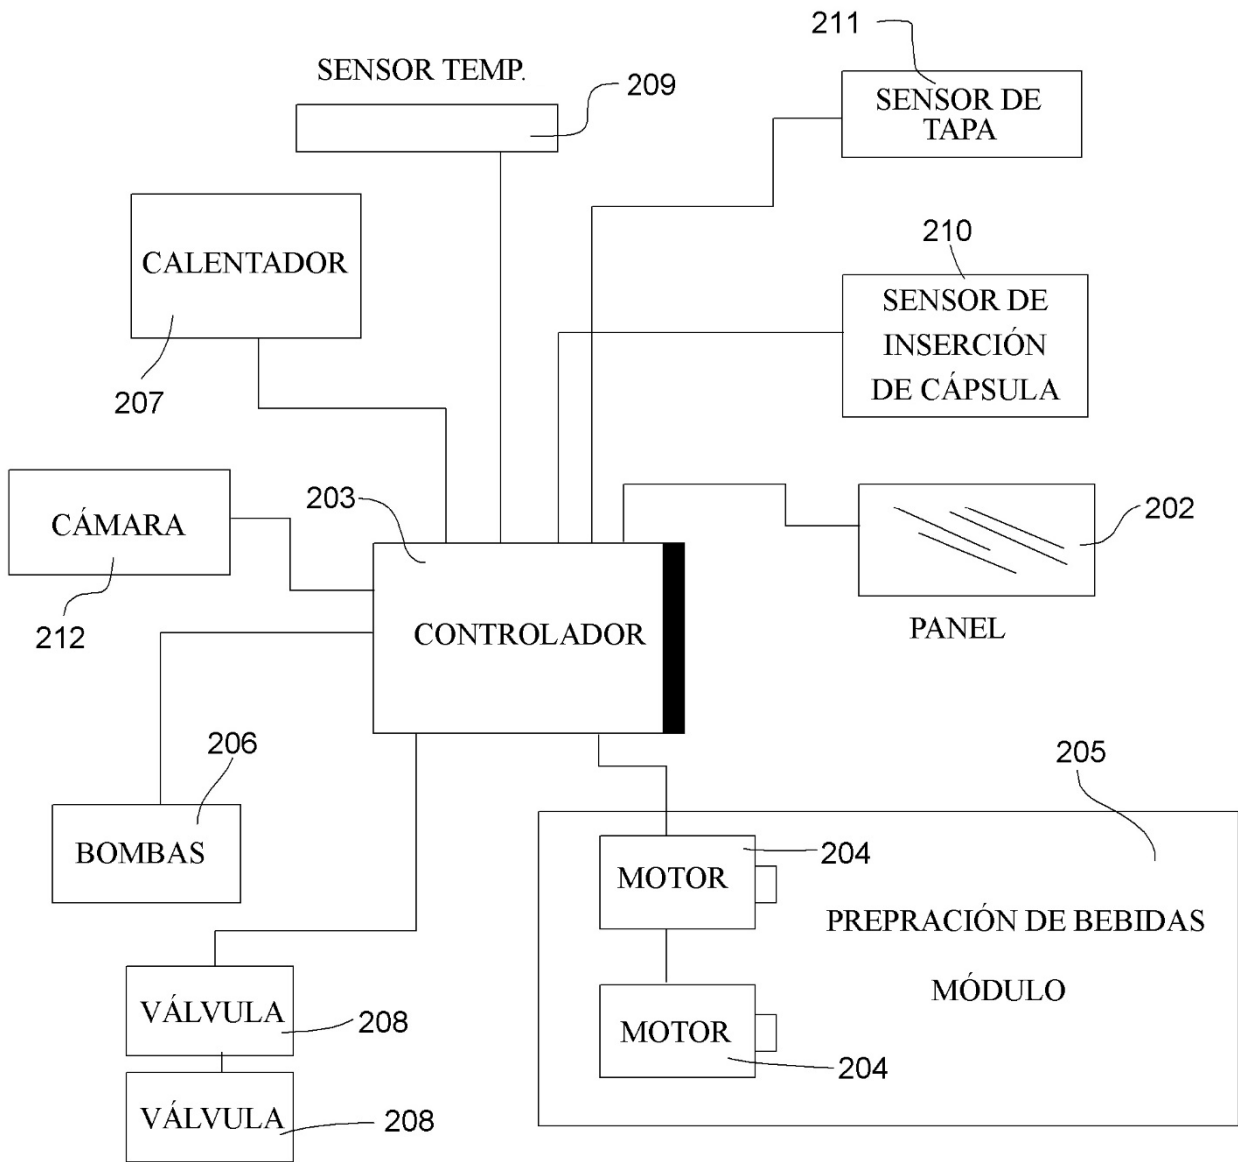 211
SENSOR TEMP.
209
SENSOR DE
TAPA
210
CALENTADOR
SENSOR DE
INSERCIÓN
DE CÁPSULA
207
203
202
CÁMARA
212
CONTROLADOR
PANEL
206
205
BOMBAS
MOTOR
204
PREPRACIÓN DE BEBIDAS
MÓDULO
VÁLVULA
208
MOTOR
204
VÁLVULA
208